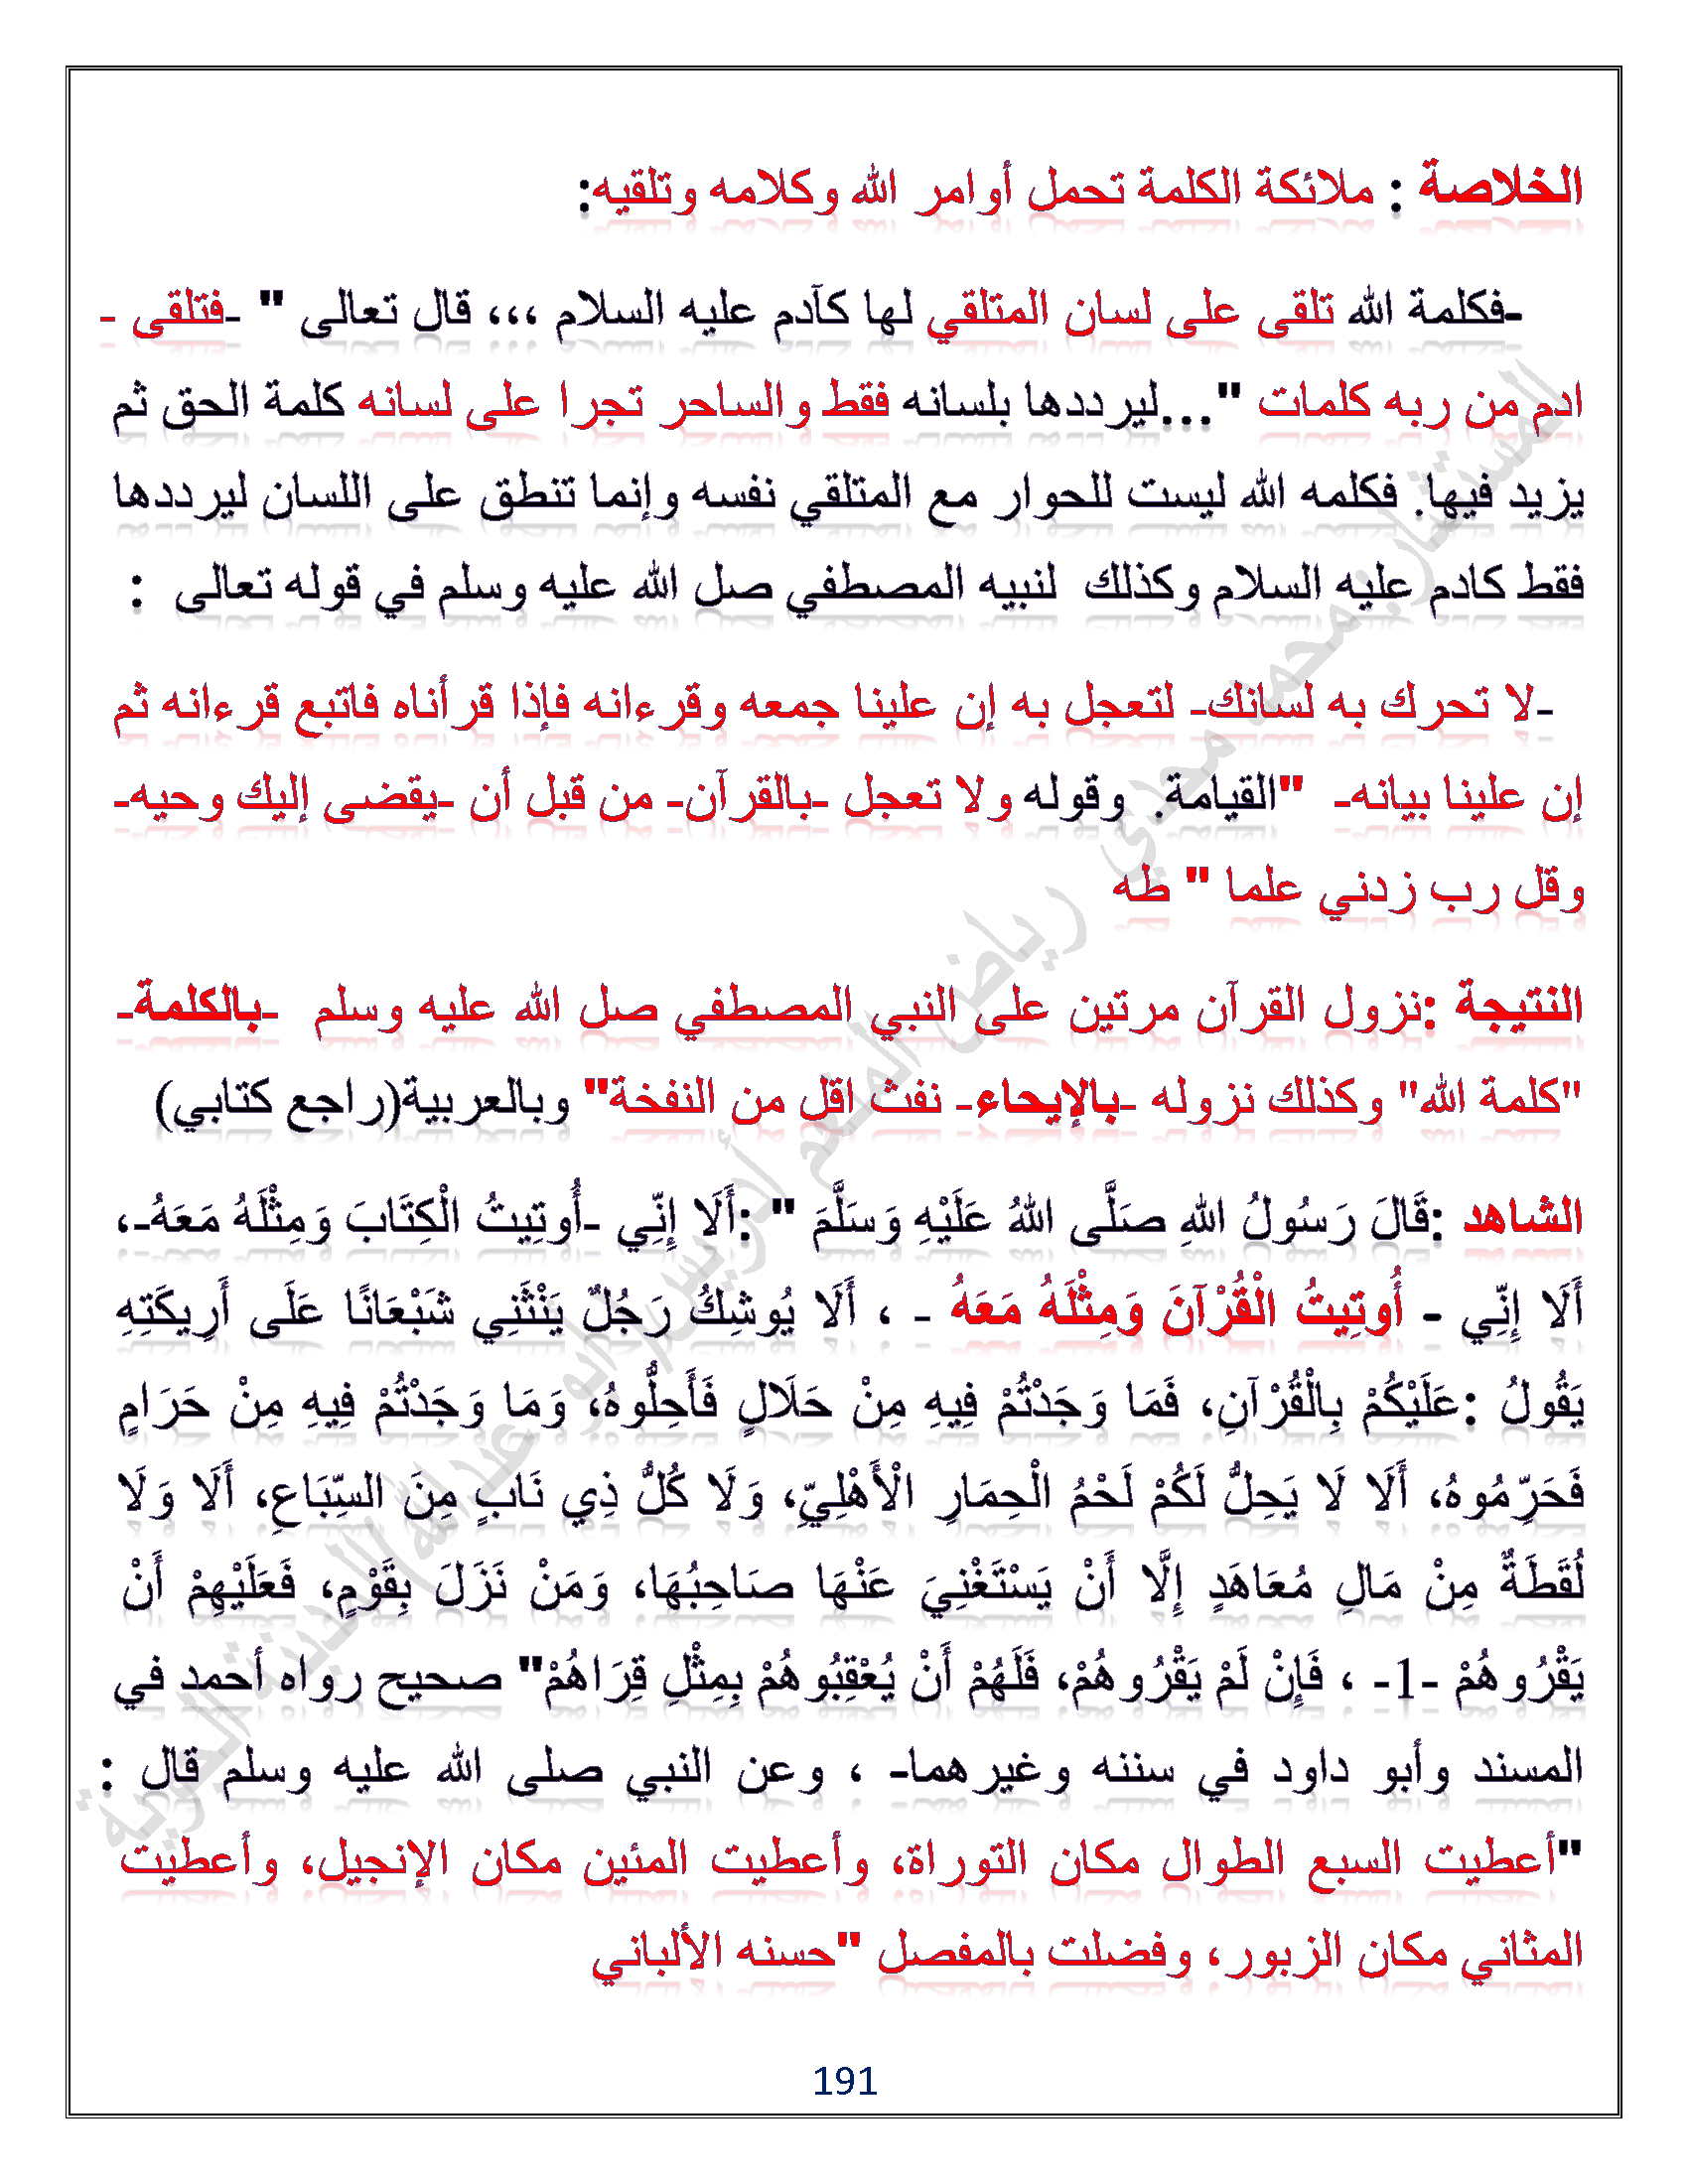 الخلاصة : ملائكة الكلمة تحمل أوامر الله وكلامه وتلقيه:
-فكلمة الله تلقى على لسان المتلقي لها كآدم عليه السلام ،،، قال تعالى " -فتلقى -
ادم من ربه كلمات "...ليرددها بلسانه فقط والساحر تجرا على لسانه كلمة الحق ثم
يزيد فيها. فكلمه الله ليست للحوار مع المتلقي نفسه وإنما تنطق على اللسان ليرددها
فقط كادم عليه السلام وكذلك لنبيه المصطفي صل الله عليه وسلم في قوله تعالى :
-لا تحرك به لسانك- لتعجل به إن علينا جمعه وقرءانه فإذا قرأناه فاتبع قرءانه ثم
إن علينا بيانه- "القيامة. وقوله ولا تعجل -بالقرآن- من قبل أن -يقضى إليك وحيه-
وقل رب زدني علما " طه
النتيجة :نزول القرآن مرتين على النبي المصطفي صل الله عليه وسلم -بالكلمة-
"كلمة الله" وكذلك نزوله -بالإيحاء- نفث اقل من النفخة" وبالعربية(راجع كتابي)
الشاهد :قَالَ رَسُولُ اللهِ صَلَّى اللهُ عَلَيْهِ وَسَلَّمَ " :أَلَا إِنِّي -أُوتِيتُ الْكِتَابَ وَمِثْلَهُ مَعَهُ-،
أَلَا إِنِّي - أُوتِيتُ الْقُرْآنَ وَمِثْلَهُ مَعَهُ - ، أَلَا يُوشِكُ رَجُلٌ يَنْثَنِي شَبْعَانًا عَلَى أَرِيكَتِهِ
يَقُولُ :عَلَيْكُمْ بِالْقُرْآنِ، فَمَا وَجَدْتُمْ فِيهِ مِنْ حَلَالٍ فَأَحِلُّوهُ، وَمَا وَجَدْتُمْ فِيهِ مِنْ حَرَامٍ
فَحَرِّمُوهُ، أَلَا لَا يَحِلُّ لَكُمْ لَحْمُ الْحِمَارِ الْأَهْلِيِّ، وَلَا كُلُّ ذِي نَابٍ مِنَ السِّبَاعِ، أَلَا وَلَا
لُقَطَةٌ مِنْ مَالِ مُعَاهَدٍ إِلَّا أَنْ يَسْتَغْنِيَ عَنْهَا صَاحِبُهَا، وَمَنْ نَزَلَ بِقَوْمٍ، فَعَلَيْهِمْ أَنْ
يَقْرُوهُمْ -1- ، فَإِنْ لَمْ يَقْرُوهُمْ، فَلَهُمْ أَنْ يُعْقِبُوهُمْ بِمِثْلِ قِرَاهُمْ" صحيح رواه أحمد في
المسند وأبو داود في سننه وغيرهما- ، وعن النبي صلى الله عليه وسلم قال :
"أعطيت السبع الطوال مكان التوراة، وأعطيت المئين مكان الإنجيل، وأعطيت
المثاني مكان الزبور، وفضلت بالمفصل "حسنه الألباني
191